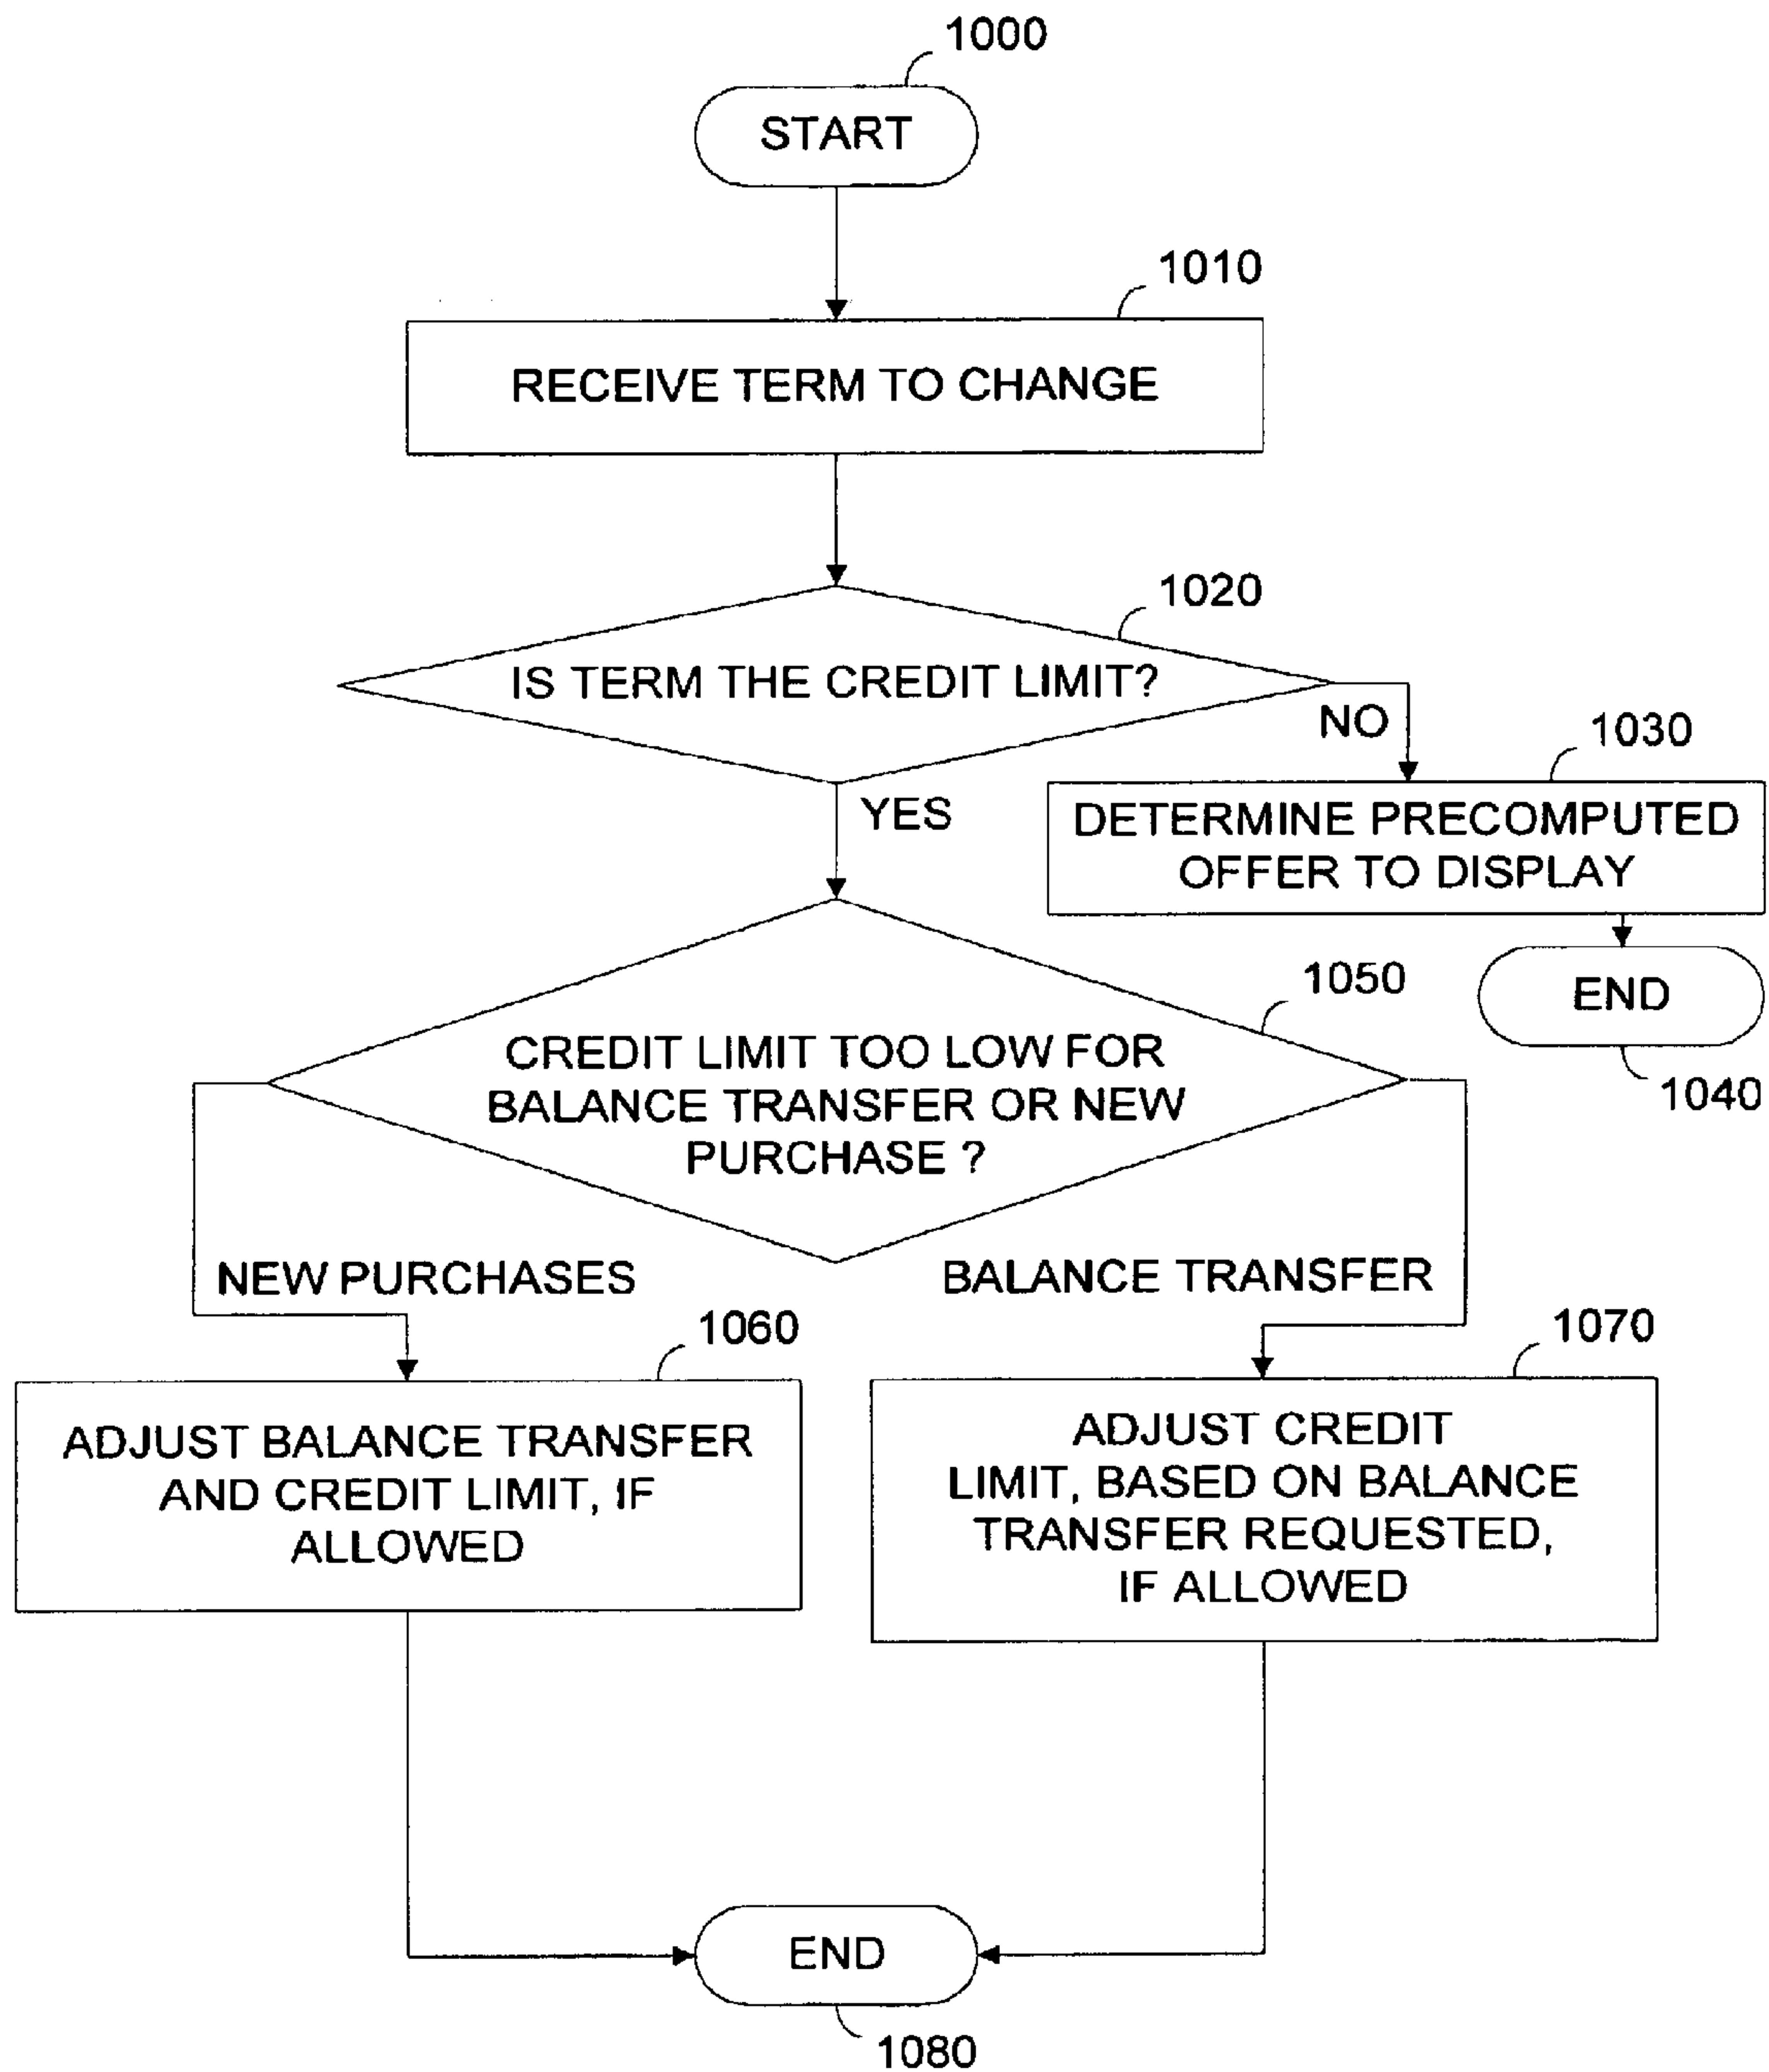 1000
START
1010
RECEIVE TERM TO CHANGE
1020
IS TERM THE CREDIT LIMIT?
NO
1030
YES
DETERMINE PRECOMPUTED
OFFER TO DISPLAY
END
1040
1050
CREDIT LIMIT TOO LOW FOR
BALANCE TRANSFER OR NEW
PURCHASE ?
NEW PURCHASES
BALANCE TRANSFER
1060
ADJUST BALANCE TRANSFER
AND CREDIT LIMIT, IF
ALLOWED
1070
ADJUST CREDIT
LIMIT, BASED ON BALANCE
TRANSFER REQUESTED,
IF ALLOWED
END
1080